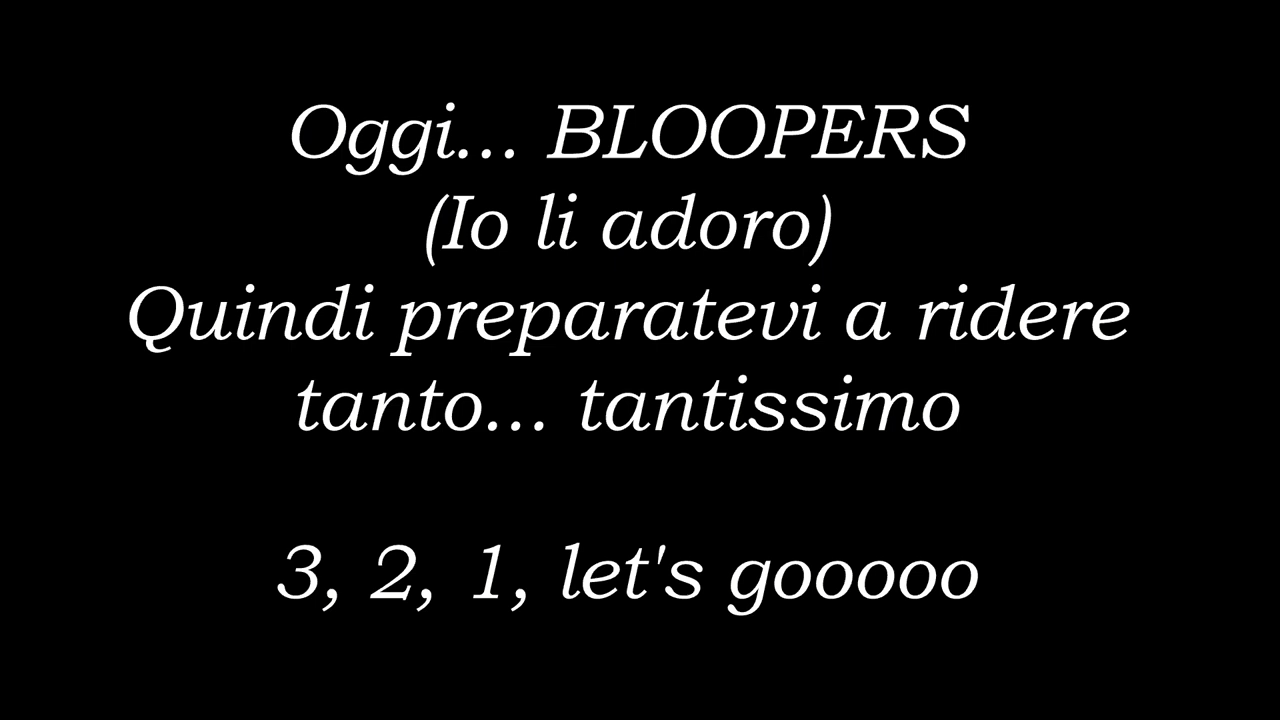 Oggi... BLOOPERS
(Io li adoro)
Quindi preparatevi a ridere
tanto... tantissimo
3, 2, 1, let's gooooo